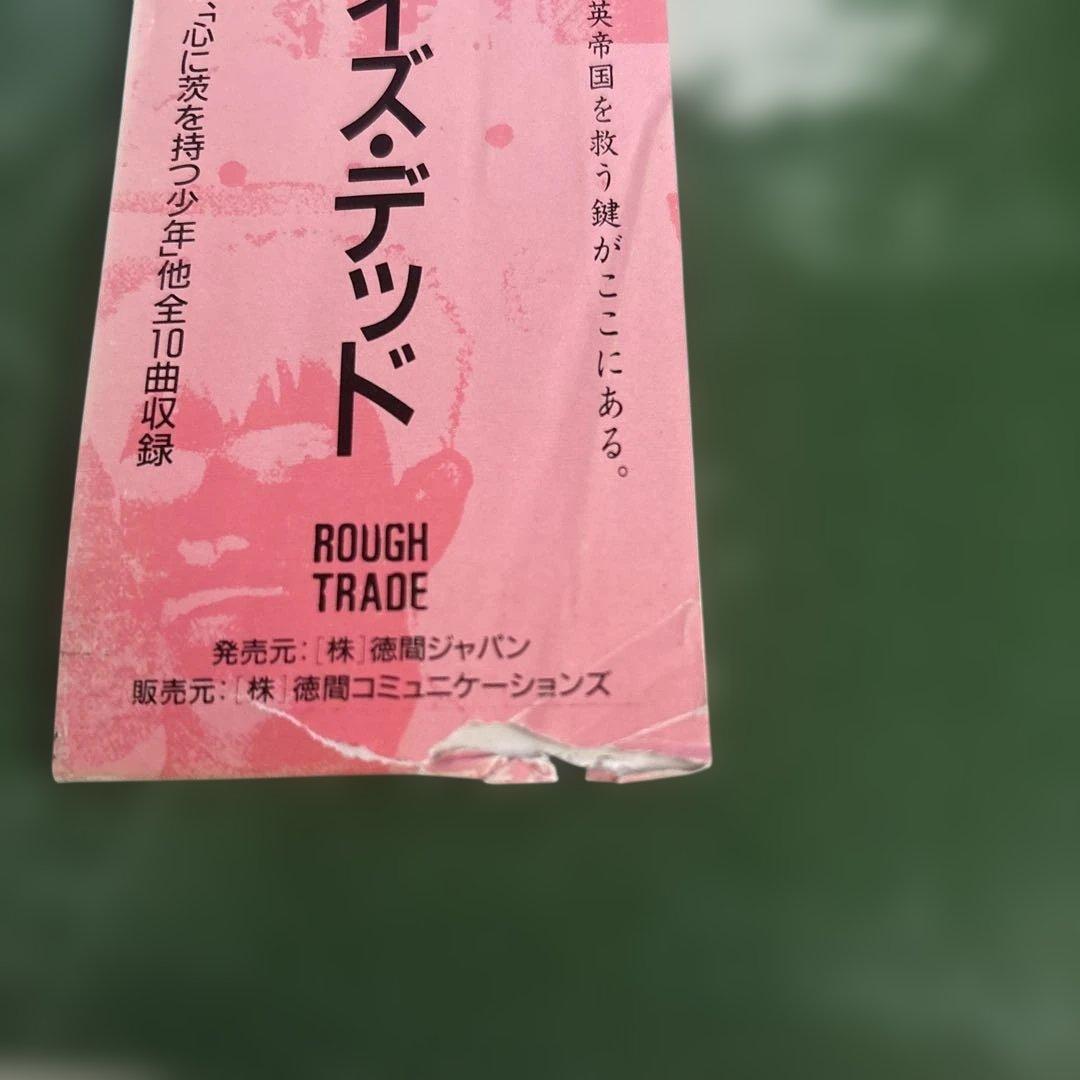 英帝国を救う鍵がここにある。
イズ・デッド
、「心に茨を持つ少年」他全10曲収録
ROUGH
TRADE
発売元：[株]徳間ジャパン
販売元：[株]徳間コミュニケーションズ